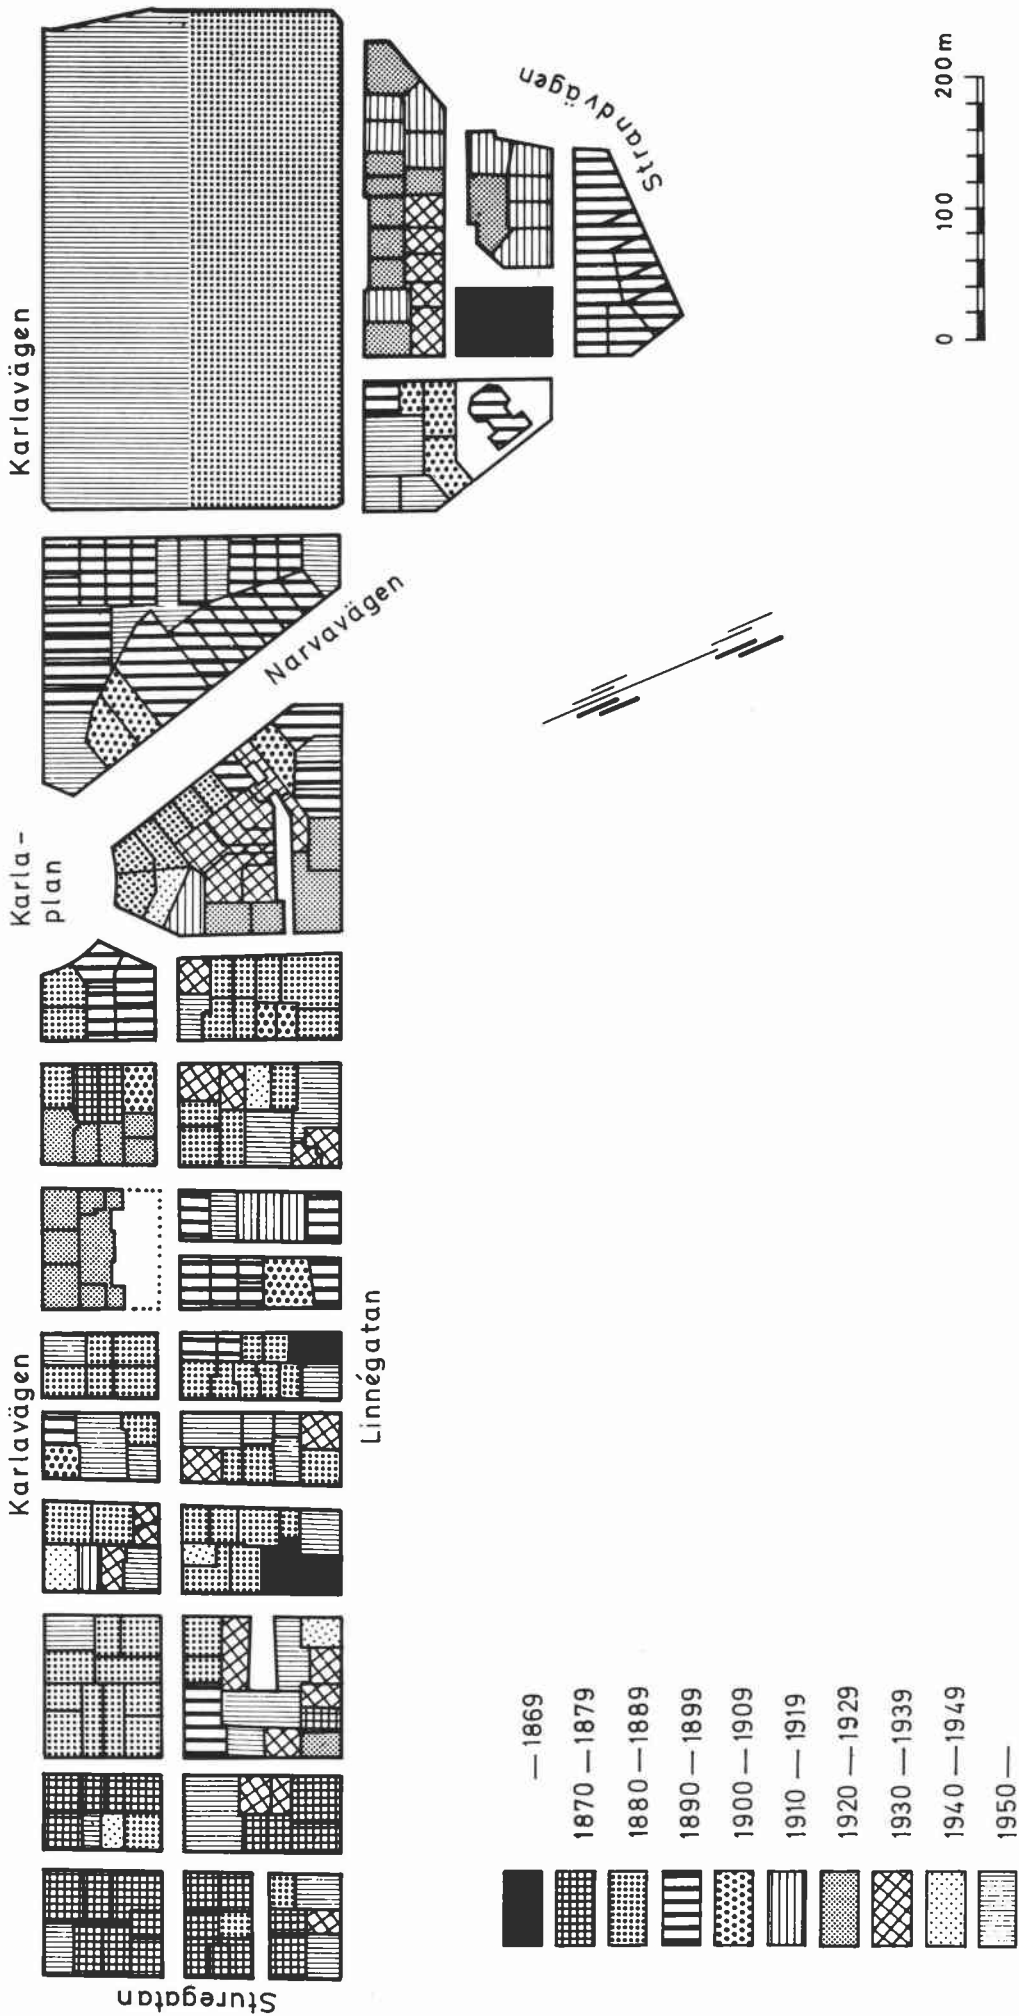 Karlavägen
Strandvägen
200m
100
0
Narvavägen
Karla-
plan
Karlavägen
Linnégatan
Sturegatan
—1869
1870—1879
1880—1889
1890—1899
1900—1909
1910—1919
1920—1929
1930—1939
1940—1949
1950—